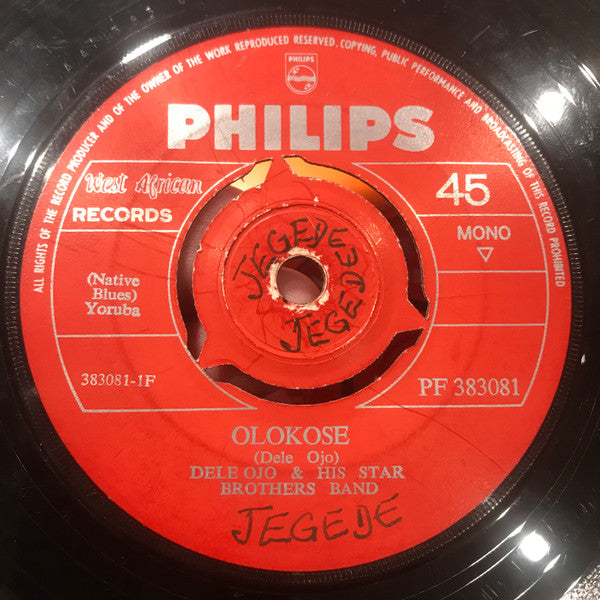 ALL RIGHTS OF THE RECORD PRODUCER AND OF THE OWNER OF THE WORK REPRODUCED RESERVED. COPYING, PUBLIC PERFORMANCE AND BROADCASTING OF THIS RECORD PROHIBITED
PHILIPS
PHILIPS
West African
RECORDS
45
MONO
(Native
Blues)
Yoruba
JEGEDE
JEGEDE
383081-1F
PF 383081
OLOKOSE
(Dele Ojo)
DELE OJO & HIS STAR
BROTHERS BAND
JEGEDE